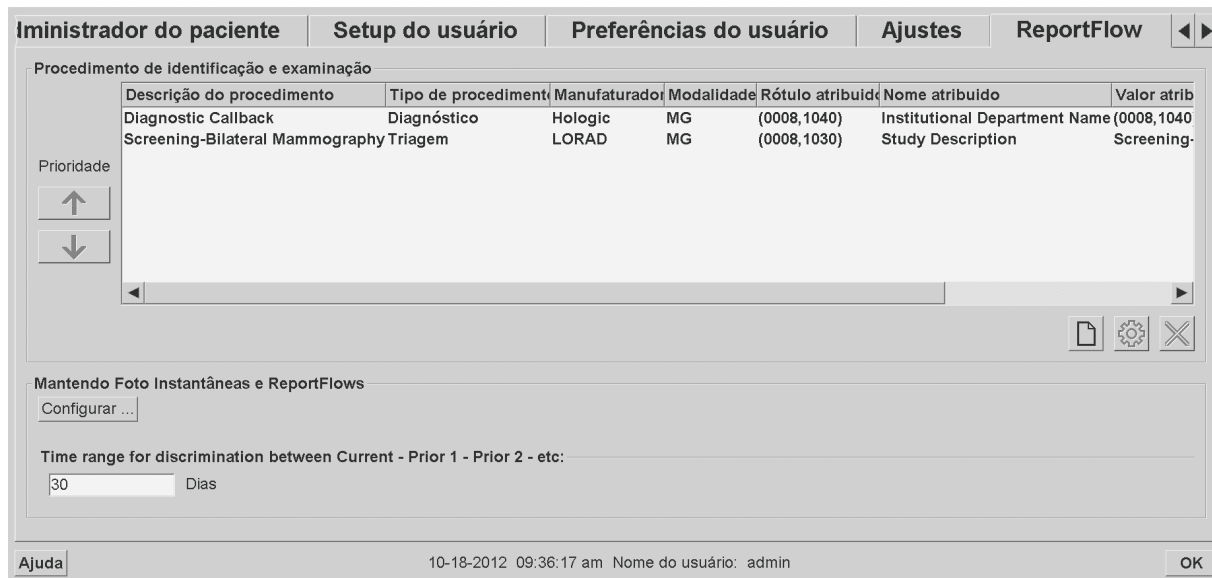 dministrador do paciente Setup do usuário Preferências do usuário Ajustes ReportFlow
Procedimento de identificação e examinação
Descrição do procedimento Tipo de procediment Manufaturador Modalidade Rótulo atribuid Nome atribuido Valor atrib
Diagnostic Callback Diagnóstico Hologic MG (0008,1040) Institutional Department Name (0008,1040
Screening-Bilateral Mammography Triagem LORAD MG (0008,1030) Study Description Screening-
Prioridade
Mantendo Foto Instantâneas e ReportFlows
Configurar ...
Time range for discrimination between Current - Prior 1 - Prior 2 - etc:
30 Dias
Ajuda 10-18-2012 09:36:17 am Nome do usuário: admin OK